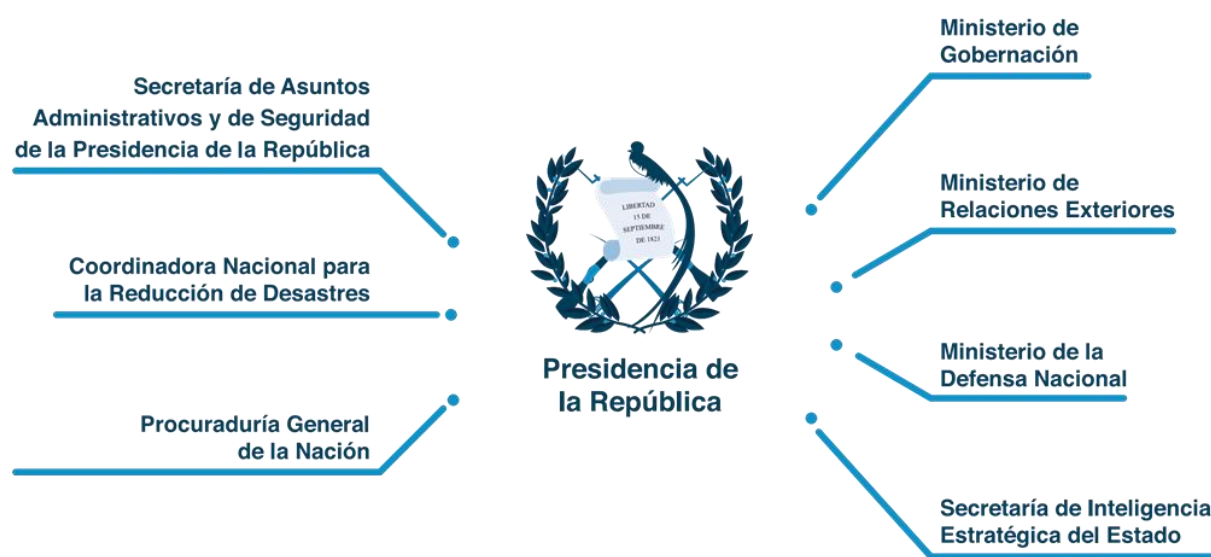 Secretaría de Asuntos
Administrativos y de Seguridad
de la Presidencia de la República
Coordinadora Nacional para
la Reducción de Desastres
Procuraduría General
de la Nación
LIBERTAD
15 DE
SEPTIEMBRE
DE 1821
Presidencia de
la República
Ministerio de
Gobernación
Ministerio de
Relaciones Exteriores
Ministerio de la
Defensa Nacional
Secretaría de Inteligencia
Estratégica del Estado